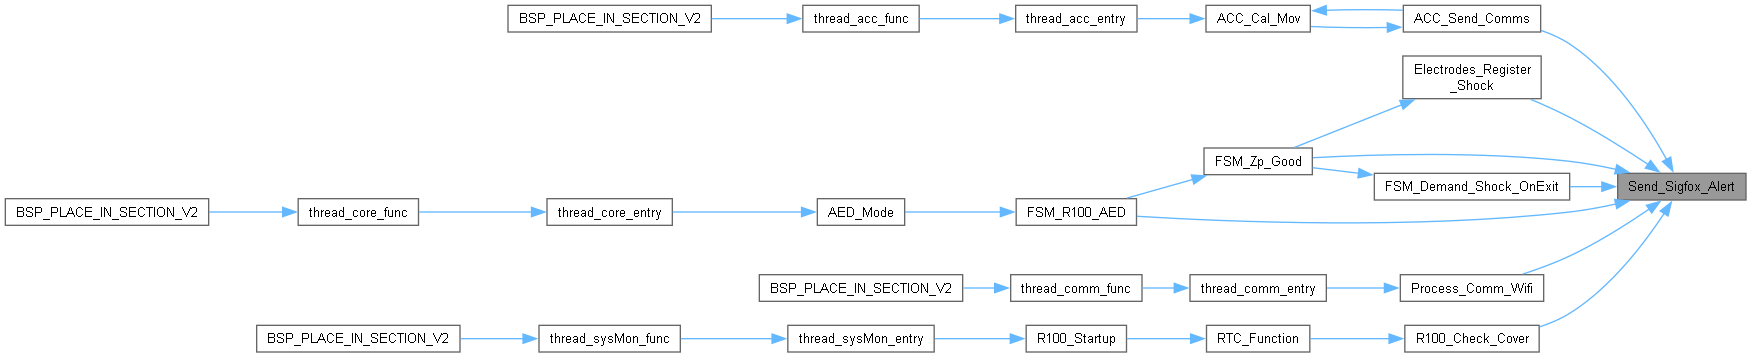 BSP_PLACE_IN_SECTION_V2
thread_acc_func
thread_acc_entry
ACC_Cal_Mov
ACC_Send_Comms
Electrodes_Register
_Shock
FSM_Zp_Good
FSM_Demand_Shock_OnExit
Send_Sigfox_Alert
BSP_PLACE_IN_SECTION_V2
thread_core_func
thread_core_entry
AED_Mode
FSM_R100_AED
BSP_PLACE_IN_SECTION_V2
thread_comm_func
thread_comm_entry
Process_Comm_Wifi
BSP_PLACE_IN_SECTION_V2
thread_sysMon_func
thread_sysMon_entry
R100_Startup
RTC_Function
R100_Check_Cover